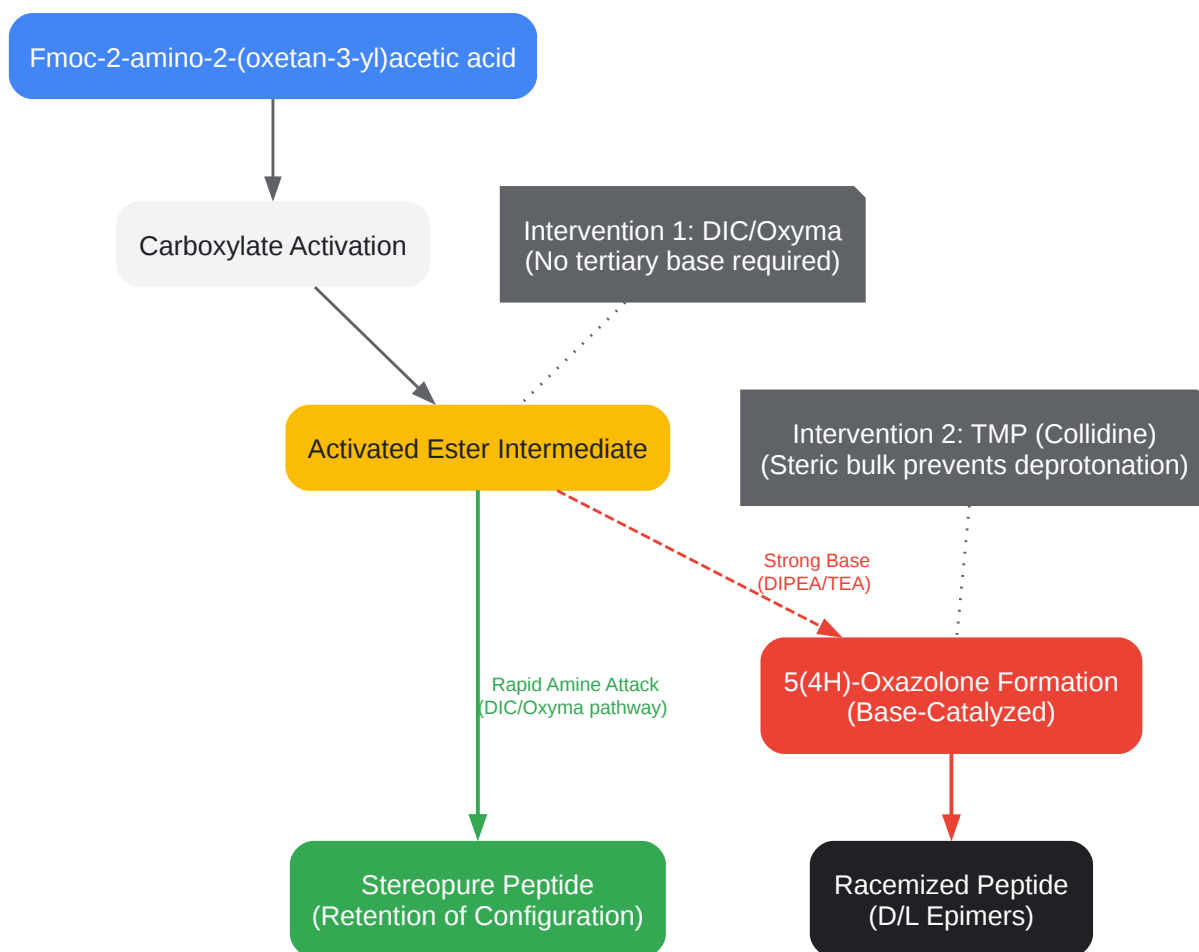 Fmoc-2-amino-2-(oxetan-3-yl)acetic acid
Carboxylate Activation
Intervention 1: DIC/Oxyma
(No tertiary base required)
Activated Ester Intermediate
Intervention 2: TMP (Collidine)
(Steric bulk prevents deprotonation)
Strong Base
(DIPEA/TEA)
Rapid Amine Attack
(DIC/Oxyma pathway)
5(4H)-Oxazolone Formation
(Base-Catalyzed)
Stereopure Peptide
(Retention of Configuration)
Racemized Peptide
(D/L Epimers)